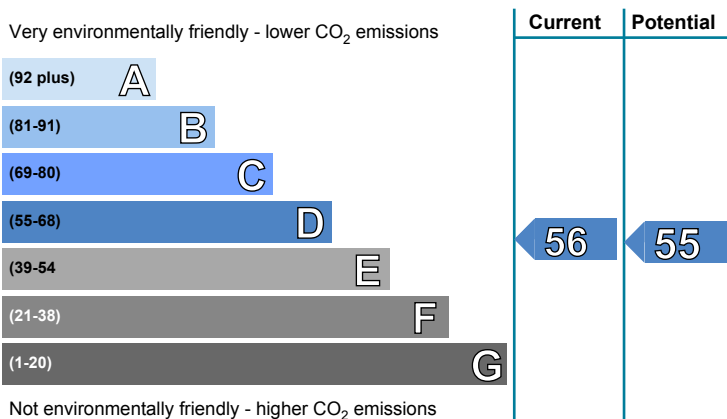 Current Potential
Very environmentally friendly - lower CO₂ emissions
(92 plus) A
(81-91) B
(69-80) C
(55-68) D
56 55
(39-54 E
(21-38) F
(1-20) G
Not environmentally friendly - higher CO₂ emissions